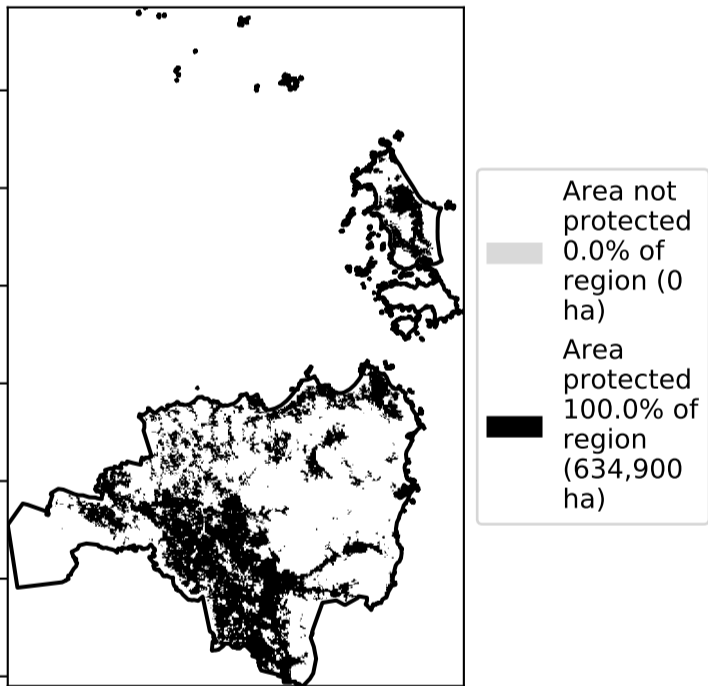 Area not
protected
0.0% of
region (0
ha)
Area
protected
100.0% of
region
(634,900
ha)